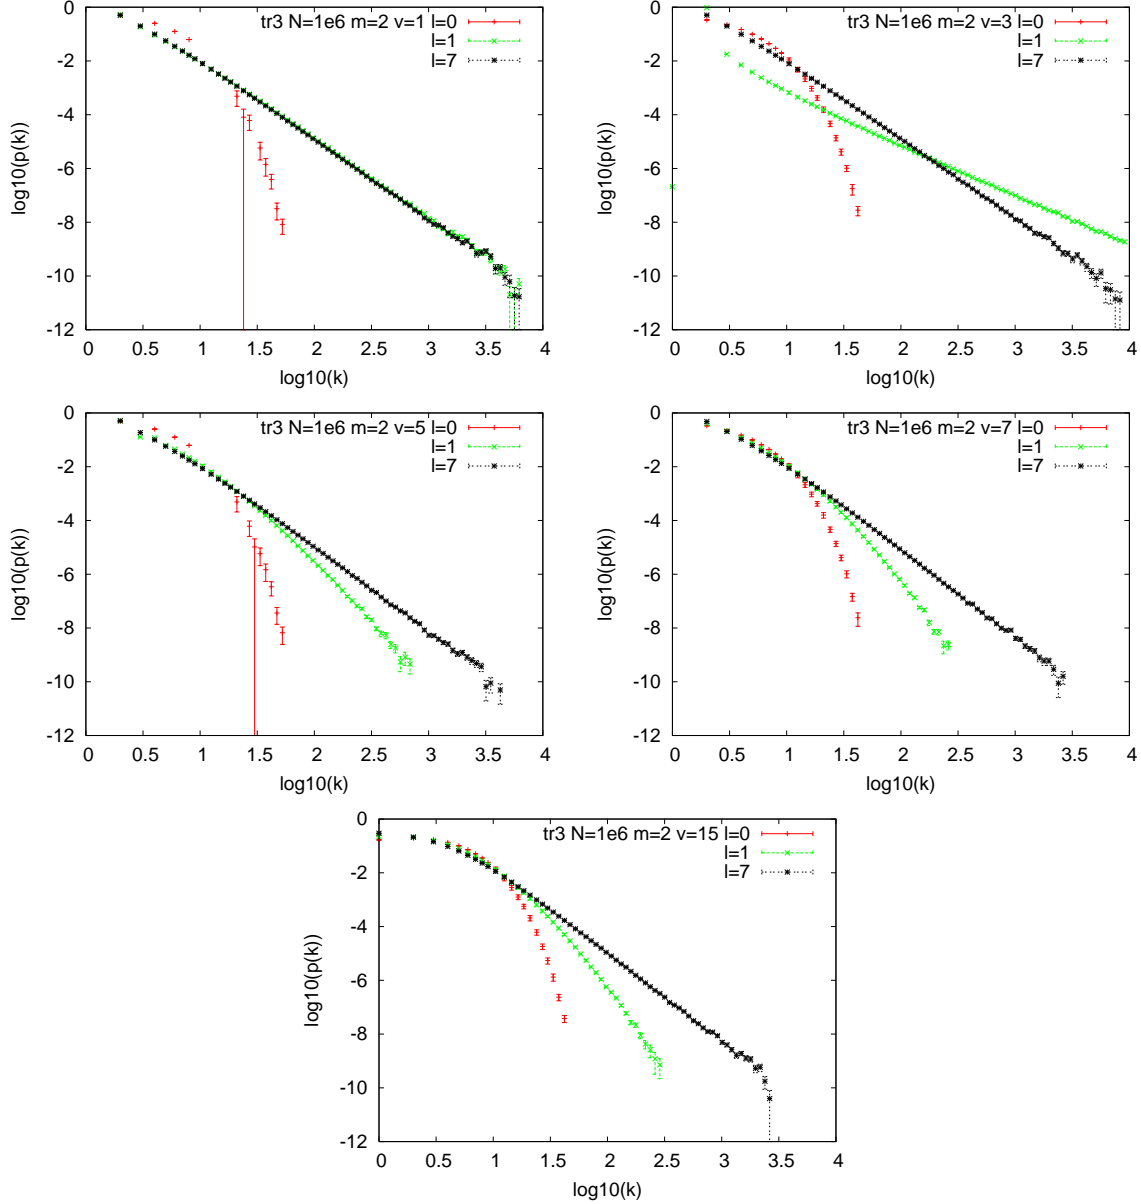 tr3 N=1e6 m=2 v=1 l=0
l=1
l=7
log10(p(k))
0
-2
-4
-6
-8
-10
-12
0 0.5 1 1.5 2 2.5 3 3.5 4
log10(k)
tr3 N=1e6 m=2 v=3 l=0
l=1
l=7
log10(p(k))
0
-2
-4
-6
-8
-10
-12
0 0.5 1 1.5 2 2.5 3 3.5 4
log10(k)
tr3 N=1e6 m=2 v=5 l=0
l=1
l=7
log10(p(k))
0
-2
-4
-6
-8
-10
-12
0 0.5 1 1.5 2 2.5 3 3.5 4
log10(k)
tr3 N=1e6 m=2 v=7 l=0
l=1
l=7
log10(p(k))
0
-2
-4
-6
-8
-10
-12
0 0.5 1 1.5 2 2.5 3 3.5 4
log10(k)
tr3 N=1e6 m=2 v=15 l=0
l=1
l=7
log10(p(k))
0
-2
-4
-6
-8
-10
-12
0 0.5 1 1.5 2 2.5 3 3.5 4
log10(k)